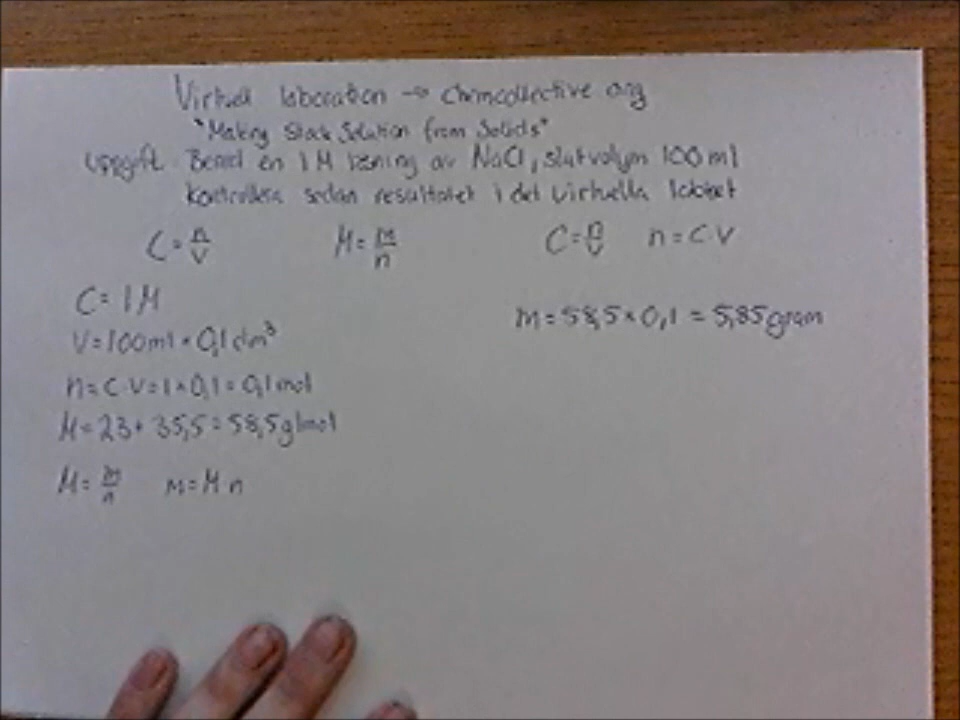 Virtuell laboration → chemcollective.org
"Making Stock Solution from Solids"
Uppgift: Bered en 1 M lösning av NaCl, slutvolym 100 ml
Kontrollera sedan resultatet i det virtuella labbet
C = n/V
M = m/n
C = n/V n = C·V
C = 1 M
V = 100 ml = 0,1 dm³
n = C·V = 1 × 0,1 = 0,1 mol
M = 23 + 35,5 = 58,5 g/mol
M = m/n m = M·n
m = 58,5 × 0,1 = 5,85 gram